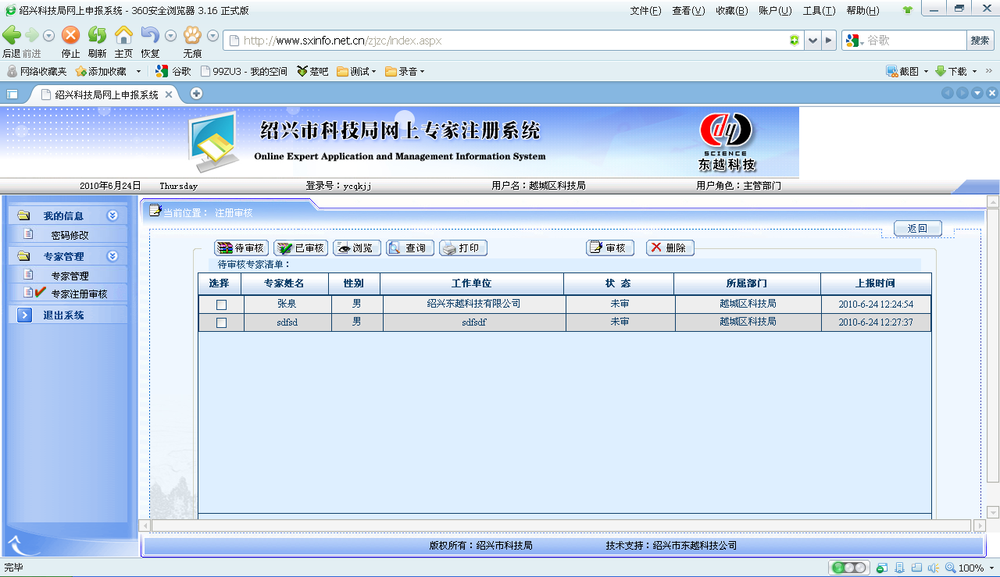 绍兴科技局网上申报系统 - 360安全浏览器 3.16 正式版
文件(F) 查看(V) 收藏(B) 账户(U) 工具(T) 帮助(H)
http://www.sxinfo.net.cn/zjzc/index.aspx
谷歌
搜索
后退 前进 停止 刷新 主页 恢复 无痕
网络收藏夹 添加收藏 谷歌 99ZU3 - 我的空间 楚吧 测试 录音 截图 下载
绍兴科技局网上申报系统
绍兴市科技局网上专家注册系统
Online Expert Application and Management Information System
SCIENCE
东越科技
2010年6月24日 Thursday 登录号：ycqkjj 用户名：越城区科技局 用户角色：主管部门
我的信息
密码修改
专家管理
专家管理
专家注册审核
退出系统
当前位置： 注册审核
返回
待审核 已审核 浏览 查询 打印 审核 删除
待审核专家清单：
选择 专家姓名 性别 工作单位 状 态 所属部门 上报时间
张泉 男 绍兴东越科技有限公司 未审 越城区科技局 2010-6-24 12:24:54
sdfsd 男 sdfsdf 未审 越城区科技局 2010-6-24 12:27:37
版权所有：绍兴市科技局 技术支持：绍兴市东越科技公司
完毕
100%